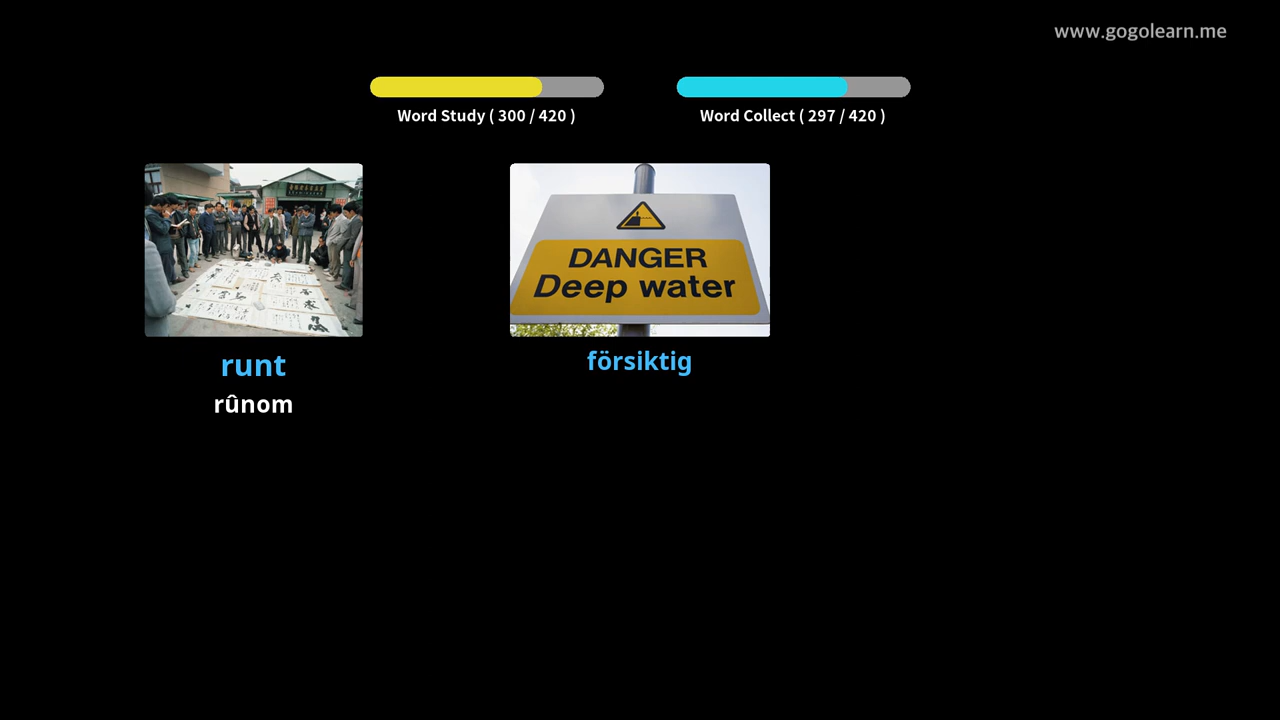 www.gogolearn.me
Word Study ( 300 / 420 )
Word Collect ( 297 / 420 )
DANGER
Deep water
runt
rûnom
försiktig